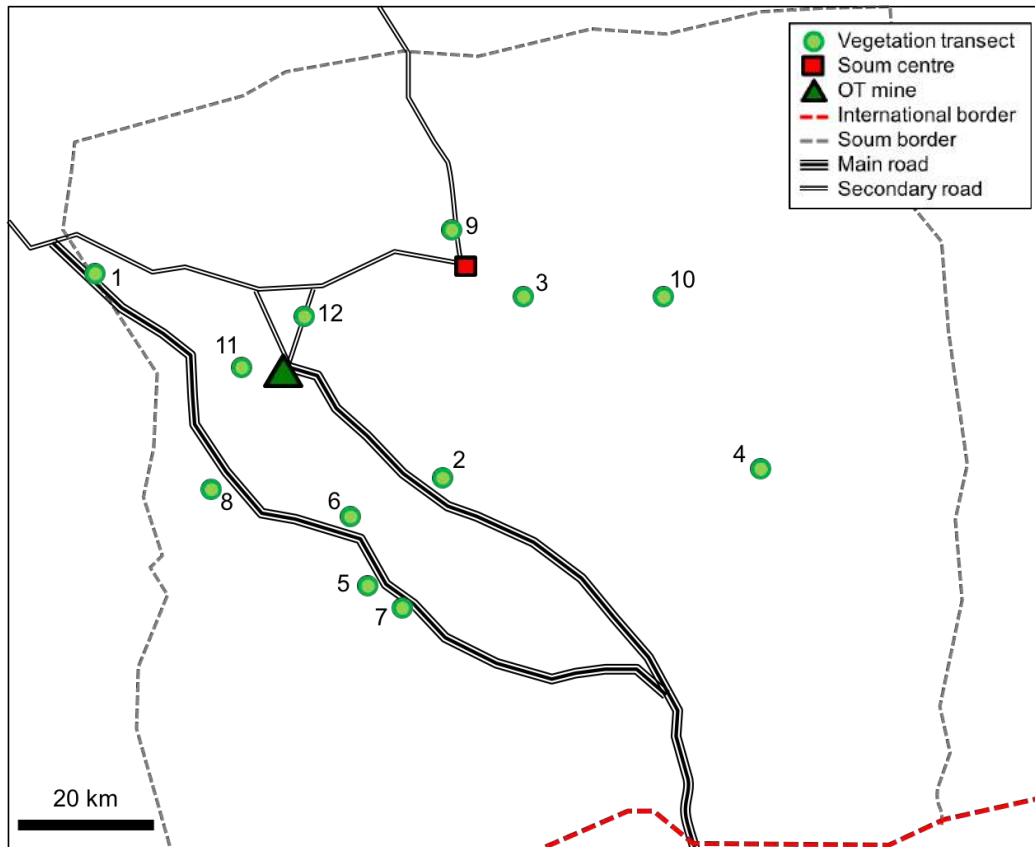 Vegetation transect
Soum centre
OT mine
International border
Soum border
Main road
Secondary road
9
1
3
10
12
11
2
4
8
6
5
7
20 km